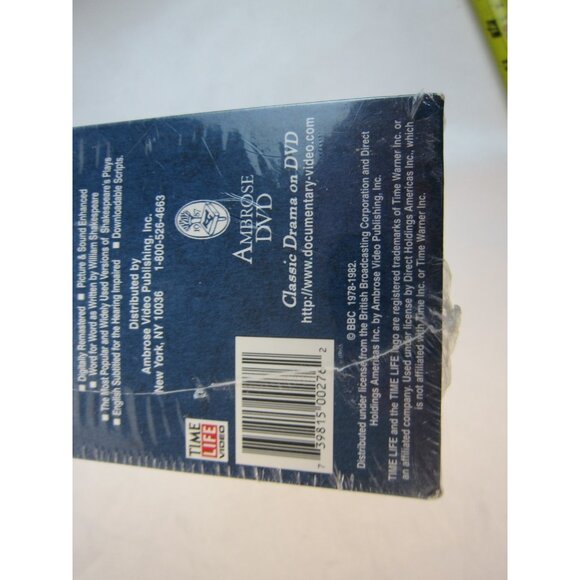 • Digitally Remastered • Picture & Sound Enhanced
• Word for Word as Written by William Shakespeare
• The Most Popular and Widely Used Versions of Shakespeare's Plays
• English Subtitled for the Hearing Impaired • Downloadable Scripts.
Distributed by
Ambrose Video Publishing, Inc.
New York, NY 10036 1-800-526-4663
TIME
LIFE
VIDEO
AMBROSE
DVD
Classic Drama on DVD
http://www.documentary-video.com
7 39815 00276 2
© BBC 1978-1982.
Distributed under license from the British Broadcasting Corporation and Direct
Holdings Americas Inc. by Ambrose Video Publishing, Inc.
TIME LIFE and the TIME LIFE logo are registered trademarks of Time Warner Inc. or
an affiliated company. Used under license by Direct Holdings Americas Inc., which
is not affiliated with Time Inc. or Time Warner Inc.